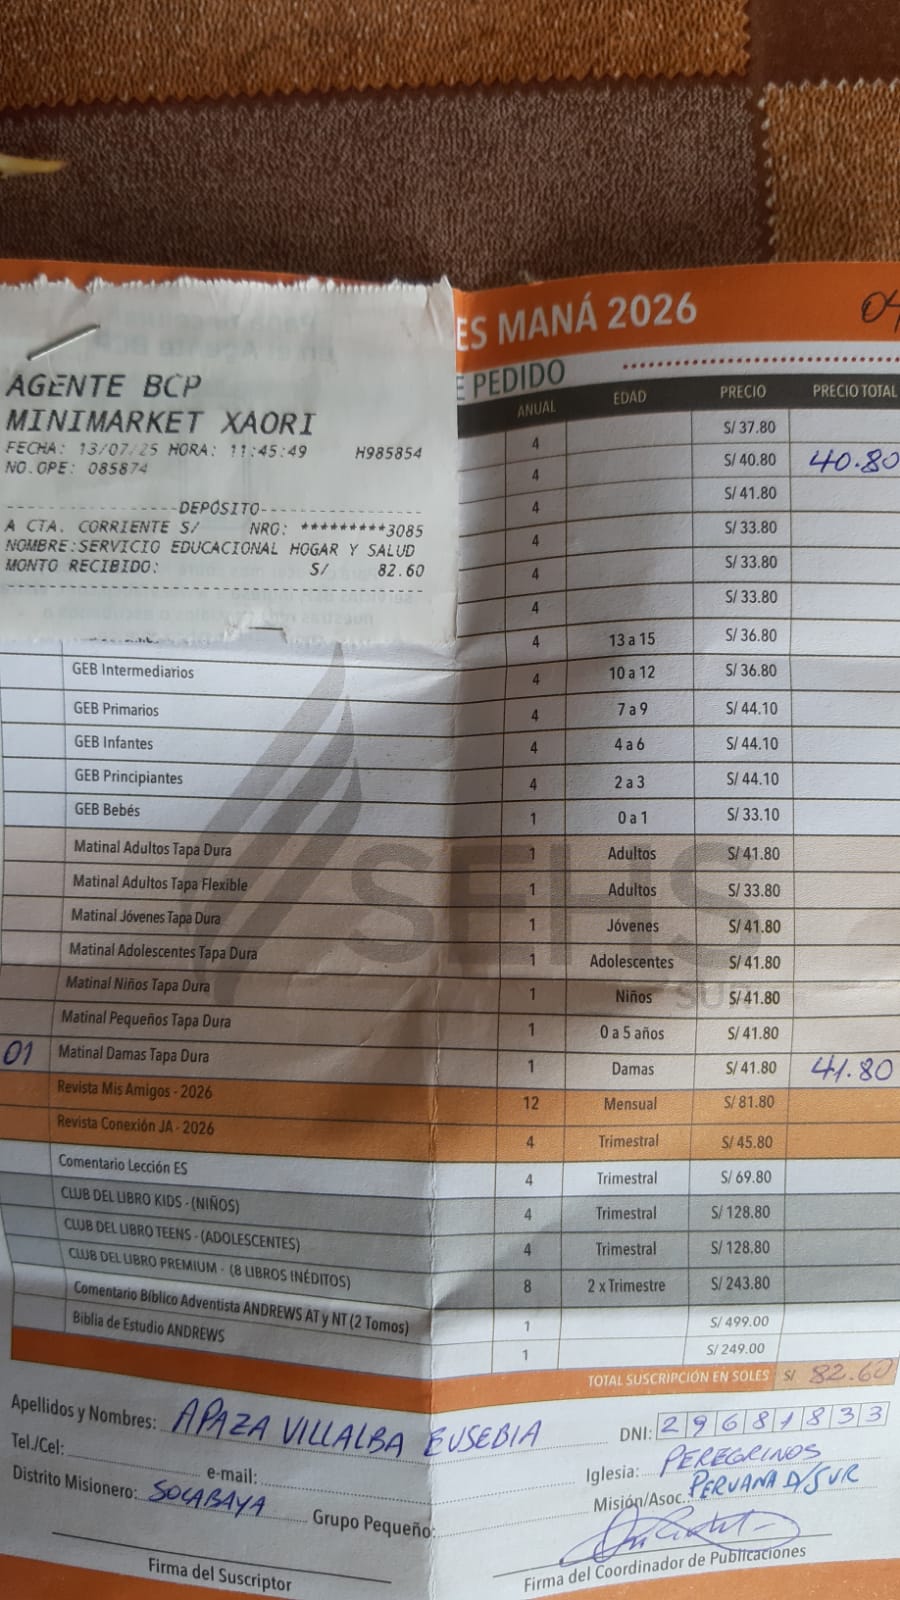 ES MANÁ 2026
04
E PEDIDO
AGENTE BCP
MINIMARKET XAORI
FECHA: 13/07/25 HORA: 11:45:49 H985854
NO.OPE: 085874
DEPÓSITO
A CTA. CORRIENTE S/ NRO: *********3085
NOMBRE:SERVICIO EDUCACIONAL HOGAR Y SALUD
MONTO RECIBIDO: S/ 82.60
ANUAL EDAD PRECIO PRECIO TOTAL
4 S/ 37.80
4 S/ 40.80 40.80
4 S/ 41.80
4 S/ 33.80
4 S/ 33.80
4 S/ 33.80
4 13 a 15 S/ 36.80
GEB Intermediarios 4 10 a 12 S/ 36.80
GEB Primarios 4 7 a 9 S/ 44.10
GEB Infantes 4 4 a 6 S/ 44.10
GEB Principiantes 4 2 a 3 S/ 44.10
GEB Bebés 1 0 a 1 S/ 33.10
Matinal Adultos Tapa Dura 1 Adultos S/ 41.80
Matinal Adultos Tapa Flexible 1 Adultos S/ 33.80
Matinal Jóvenes Tapa Dura 1 Jóvenes S/ 41.80
Matinal Adolescentes Tapa Dura 1 Adolescentes S/ 41.80
Matinal Niños Tapa Dura 1 Niños S/ 41.80
Matinal Pequeños Tapa Dura 1 0 a 5 años S/ 41.80
01 Matinal Damas Tapa Dura 1 Damas S/ 41.80 41.80
Revista Mis Amigos - 2026 12 Mensual S/ 81.80
Revista Conexión JA - 2026 4 Trimestral S/ 45.80
Comentario Lección ES 4 Trimestral S/ 69.80
CLUB DEL LIBRO KIDS - (NIÑOS) 4 Trimestral S/ 128.80
CLUB DEL LIBRO TEENS - (ADOLESCENTES) 4 Trimestral S/ 128.80
CLUB DEL LIBRO PREMIUM - (8 LIBROS INÉDITOS) 8 2 x Trimestre S/ 243.80
Comentario Bíblico Adventista ANDREWS AT y NT (2 Tomos) 1 S/ 499.00
Biblia de Estudio ANDREWS 1 S/ 249.00
SEHS
SUR
TOTAL SUSCRIPCIÓN EN SOLES S/ 82.60
Apellidos y Nombres: APAZA VILLALBA EUSEBIA DNI: 29681833
Tel./Cel: e-mail: Iglesia: PEREGRINOS
Distrito Misionero: SOCABAYA Grupo Pequeño: Misión/Asoc.: PERUANA D/SUR
Firma del Suscriptor Firma del Coordinador de Publicaciones